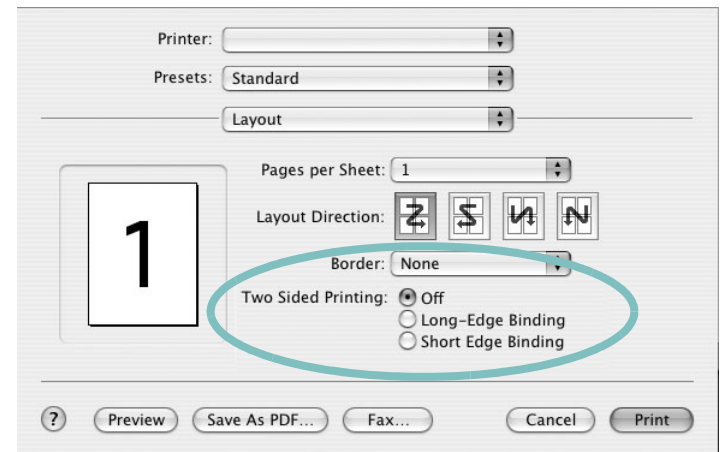 Printer:
Presets: Standard
Layout
Pages per Sheet: 1
1
Layout Direction:
Border: None
Two Sided Printing: Off
Long-Edge Binding
Short Edge Binding
? Preview Save As PDF... Fax... Cancel Print